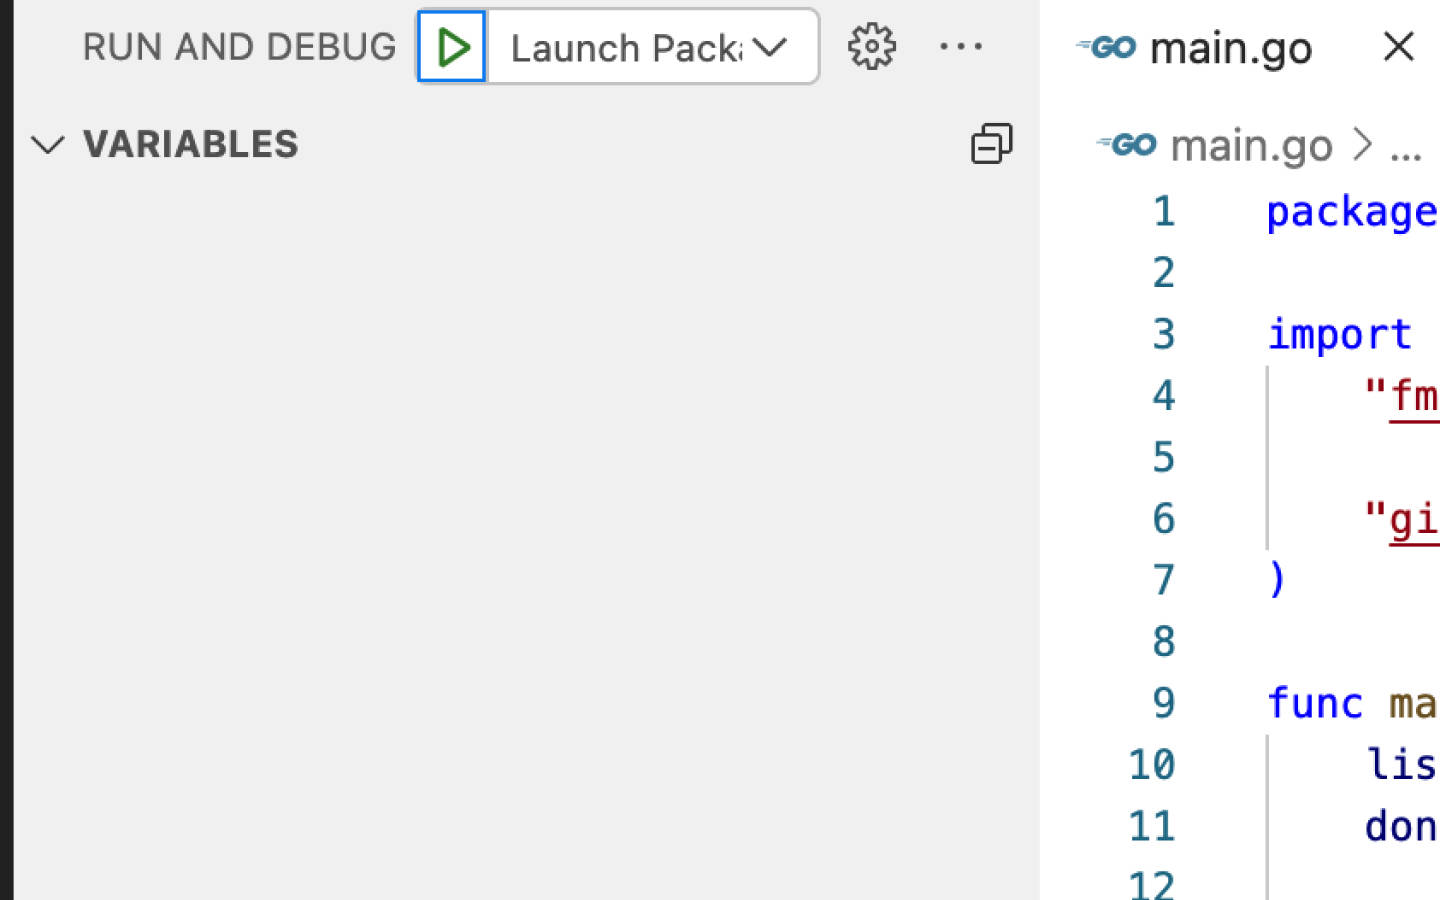 RUN AND DEBUG
Launch Pack
VARIABLES
GO main.go
GO main.go > ...
1 package
2
3 import
4 "fm
5
6 "gi
7 )
8
9 func ma
10 lis
11 don
12